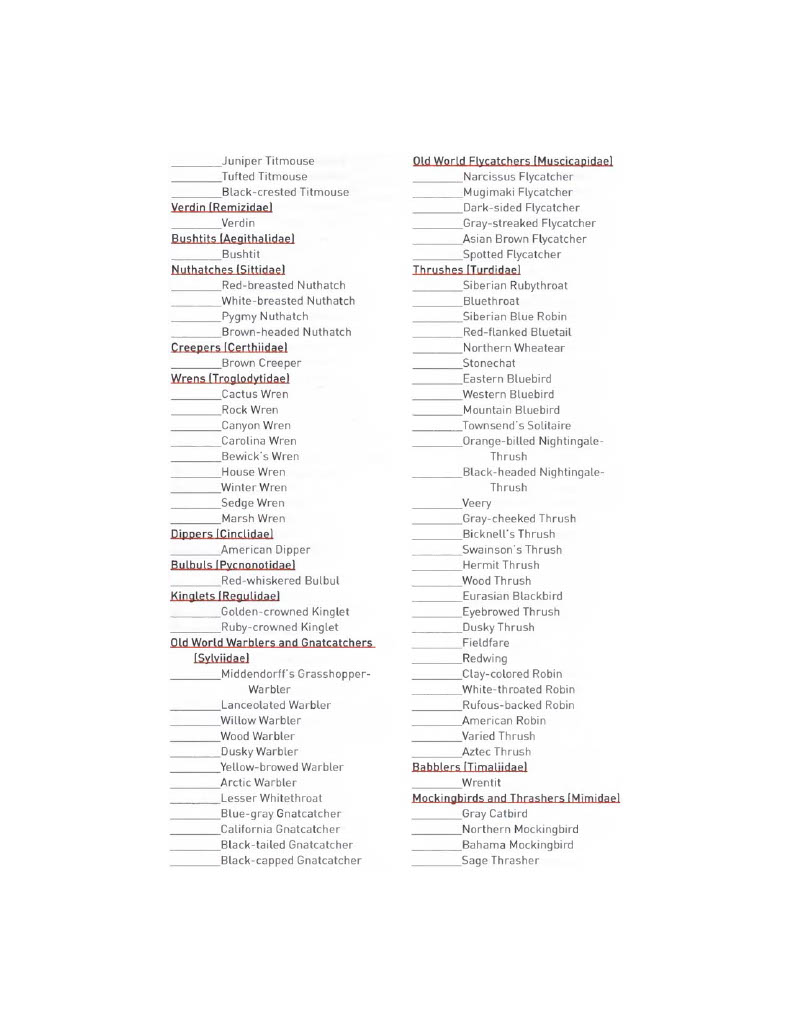 ________Juniper Titmouse
________Tufted Titmouse
________Black-crested Titmouse
Verdin (Remizidae)
________Verdin
Bushtits (Aegithalidae)
________Bushtit
Nuthatches (Sittidae)
________Red-breasted Nuthatch
________White-breasted Nuthatch
________Pygmy Nuthatch
________Brown-headed Nuthatch
Creepers (Certhiidae)
________Brown Creeper
Wrens (Troglodytidae)
________Cactus Wren
________Rock Wren
________Canyon Wren
________Carolina Wren
________Bewick's Wren
________House Wren
________Winter Wren
________Sedge Wren
________Marsh Wren
Dippers (Cinclidae)
________American Dipper
Bulbuls (Pycnonotidae)
________Red-whiskered Bulbul
Kinglets (Regulidae)
________Golden-crowned Kinglet
________Ruby-crowned Kinglet
Old World Warblers and Gnatcatchers
(Sylviidae)
________Middendorff's Grasshopper-
Warbler
________Lanceolated Warbler
________Willow Warbler
________Wood Warbler
________Dusky Warbler
________Yellow-browed Warbler
________Arctic Warbler
________Lesser Whitethroat
________Blue-gray Gnatcatcher
________California Gnatcatcher
________Black-tailed Gnatcatcher
________Black-capped Gnatcatcher
Old World Flycatchers (Muscicapidae)
________Narcissus Flycatcher
________Mugimaki Flycatcher
________Dark-sided Flycatcher
________Gray-streaked Flycatcher
________Asian Brown Flycatcher
________Spotted Flycatcher
Thrushes (Turdidae)
________Siberian Rubythroat
________Bluethroat
________Siberian Blue Robin
________Red-flanked Bluetail
________Northern Wheatear
________Stonechat
________Eastern Bluebird
________Western Bluebird
________Mountain Bluebird
________Townsend's Solitaire
________Orange-billed Nightingale-
Thrush
________Black-headed Nightingale-
Thrush
________Veery
________Gray-cheeked Thrush
________Bicknell's Thrush
________Swainson's Thrush
________Hermit Thrush
________Wood Thrush
________Eurasian Blackbird
________Eyebrowed Thrush
________Dusky Thrush
________Fieldfare
________Redwing
________Clay-colored Robin
________White-throated Robin
________Rufous-backed Robin
________American Robin
________Varied Thrush
________Aztec Thrush
Babblers (Timaliidae)
________Wrentit
Mockingbirds and Thrashers (Mimidae)
________Gray Catbird
________Northern Mockingbird
________Bahama Mockingbird
________Sage Thrasher